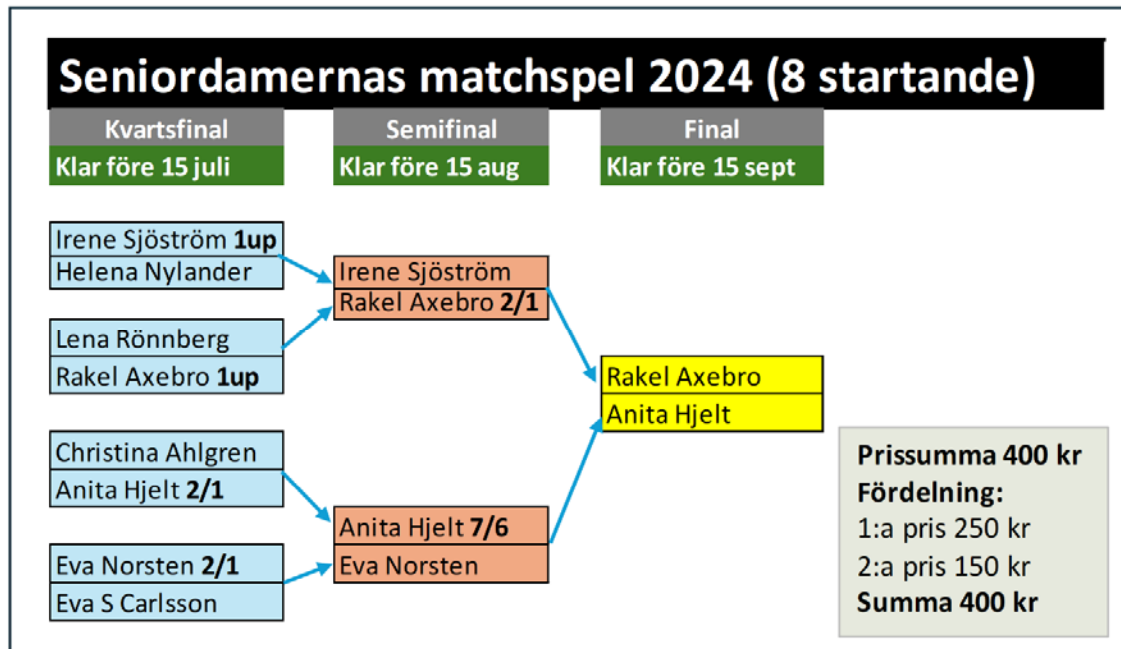 Seniordamernas matchspel 2024 (8 startande)
Kvartsfinal
Klar före 15 juli
Semifinal
Klar före 15 aug
Final
Klar före 15 sept
Irene Sjöström 1up
Helena Nylander
Lena Rönnberg
Rakel Axebro 1up
Christina Ahlgren
Anita Hjelt 2/1
Eva Norsten 2/1
Eva S Carlsson
Irene Sjöström
Rakel Axebro 2/1
Anita Hjelt 7/6
Eva Norsten
Rakel Axebro
Anita Hjelt
Prissumma 400 kr
Fördelning:
1:a pris 250 kr
2:a pris 150 kr
Summa 400 kr